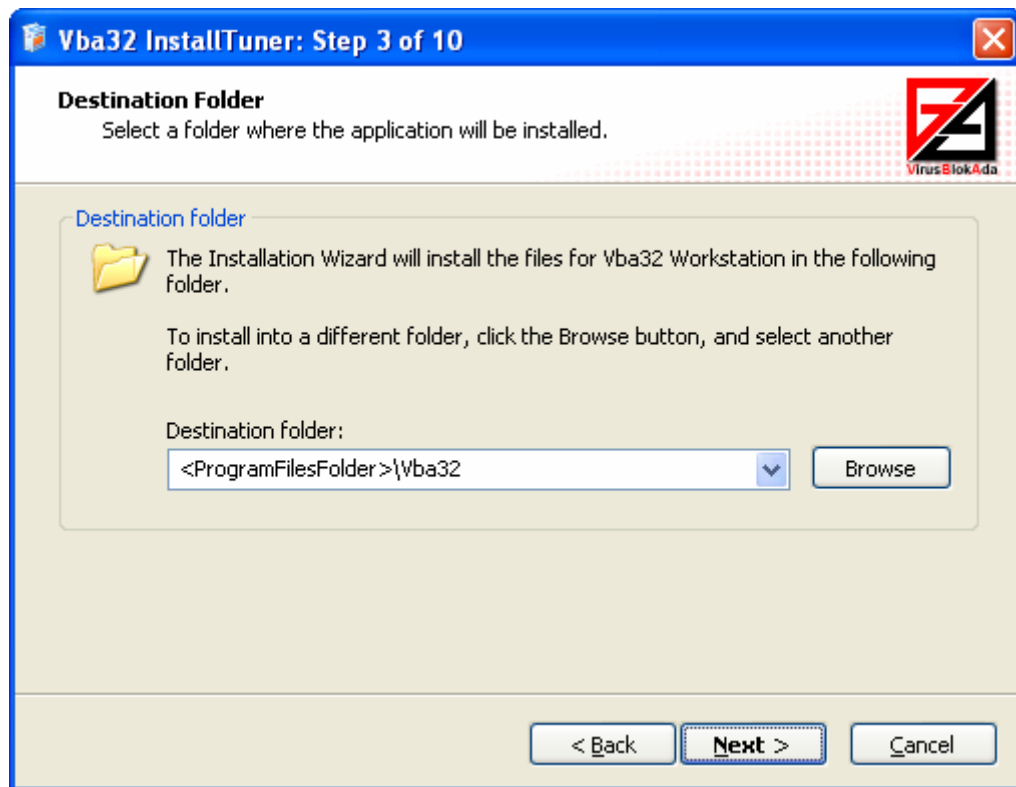 Vba32 InstallTuner: Step 3 of 10
Destination Folder
Select a folder where the application will be installed.
VirusBlokAda
Destination folder
The Installation Wizard will install the files for Vba32 Workstation in the following
folder.
To install into a different folder, click the Browse button, and select another
folder.
Destination folder:
<ProgramFilesFolder>\Vba32
Browse
< Back
Next >
Cancel